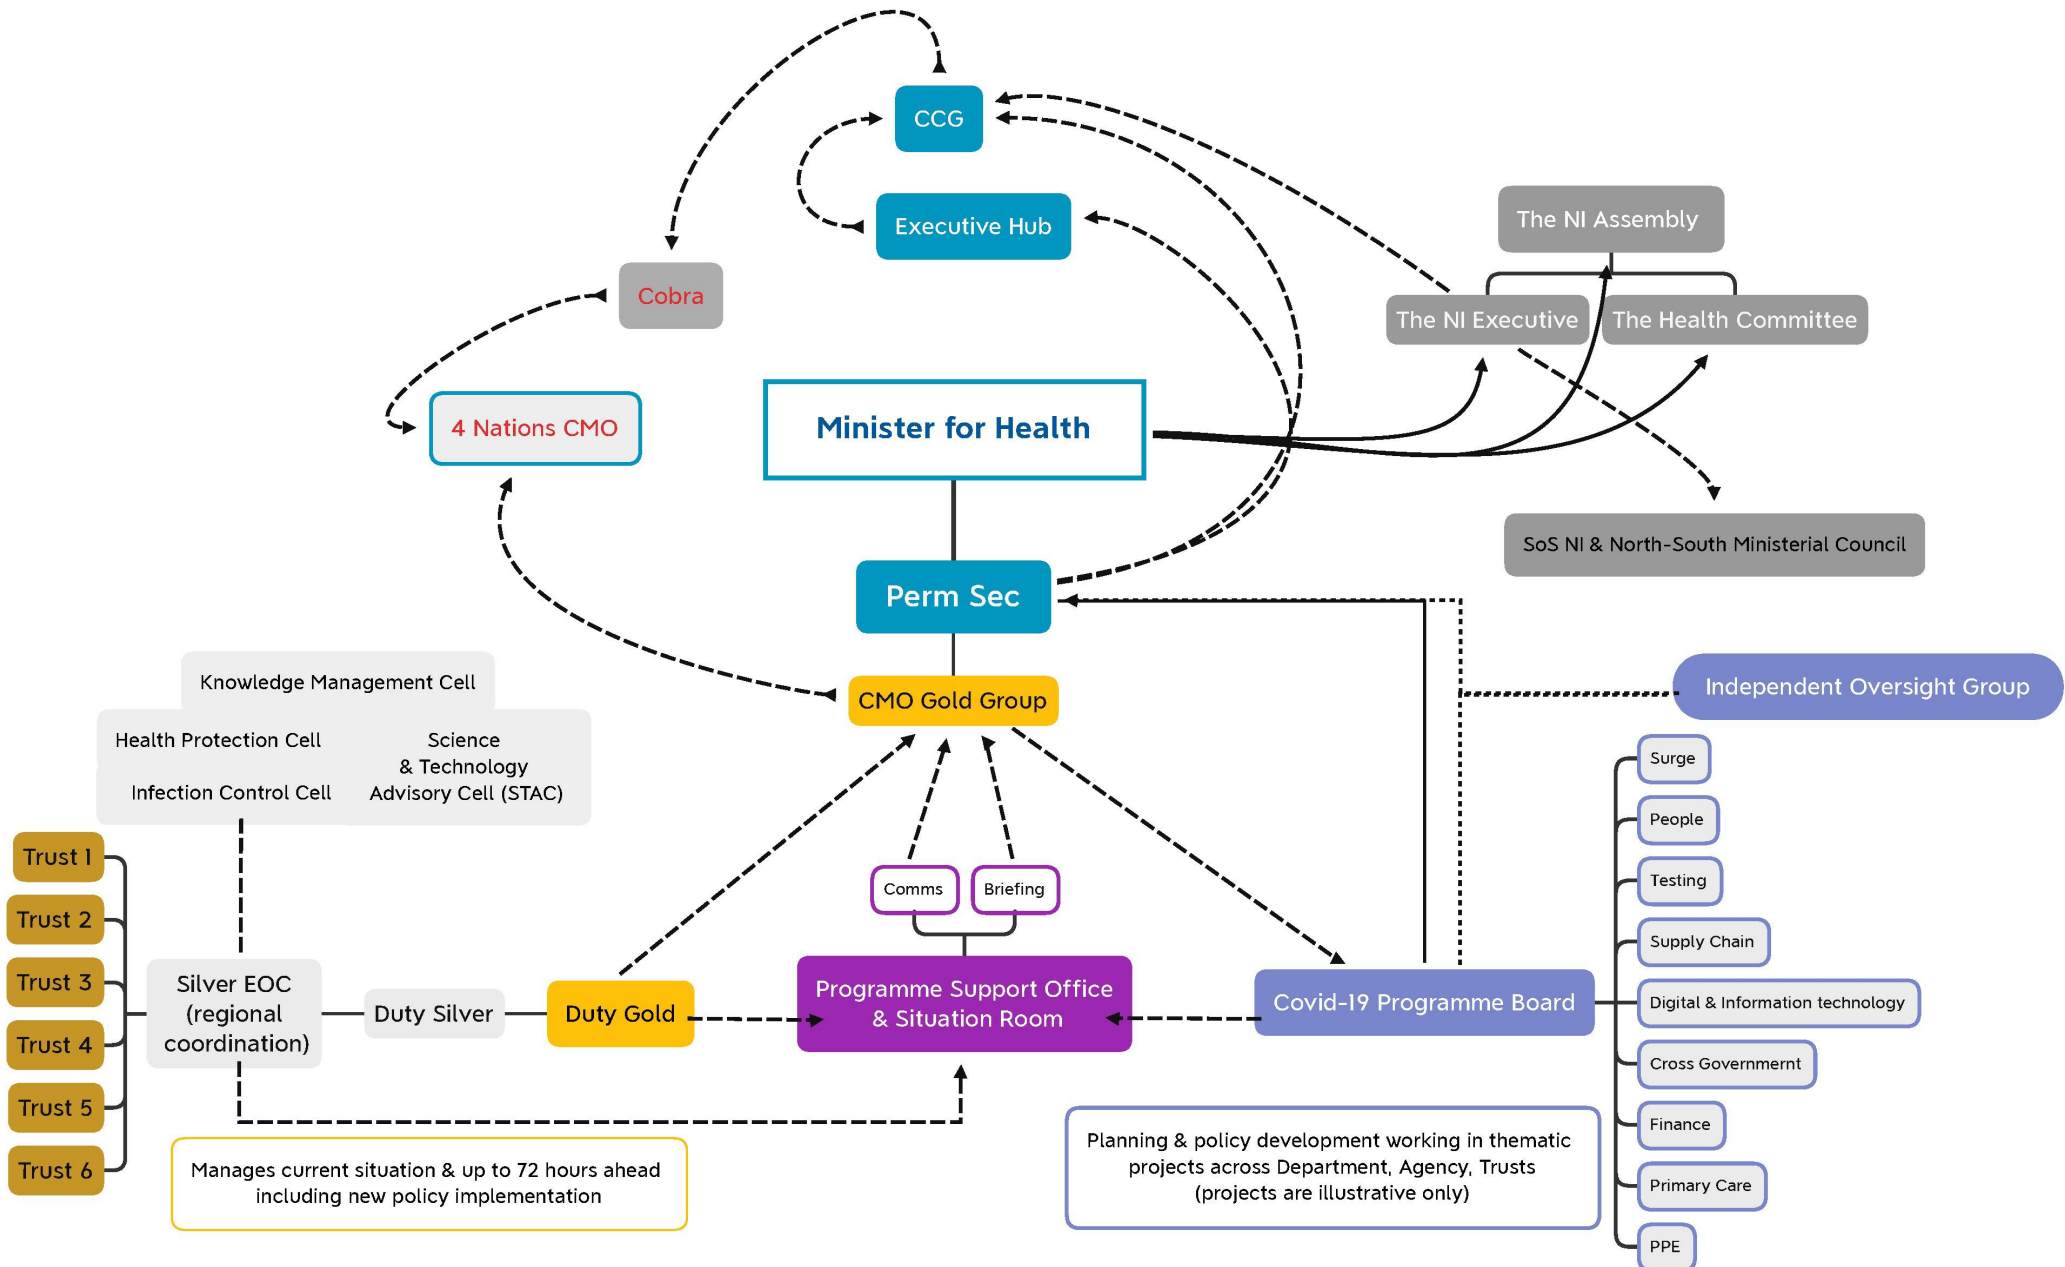 CCG
Executive Hub
The NI Assembly
Cobra
The NI Executive
The Health Committee
4 Nations CMO
Minister for Health
SoS NI & North-South Ministerial Council
Perm Sec
Knowledge Management Cell
CMO Gold Group
Independent Oversight Group
Health Protection Cell
Infection Control Cell
Science
& Technology
Advisory Cell (STAC)
Trust 1
Trust 2
Trust 3
Trust 4
Trust 5
Trust 6
Silver EOC
(regional
coordination)
Duty Silver
Duty Gold
Comms
Briefing
Programme Support Office
& Situation Room
Covid-19 Programme Board
Surge
People
Testing
Supply Chain
Digital & Information technology
Cross Governmernt
Finance
Primary Care
PPE
Manages current situation & up to 72 hours ahead
including new policy implementation
Planning & policy development working in thematic
projects across Department, Agency, Trusts
(projects are illustrative only)